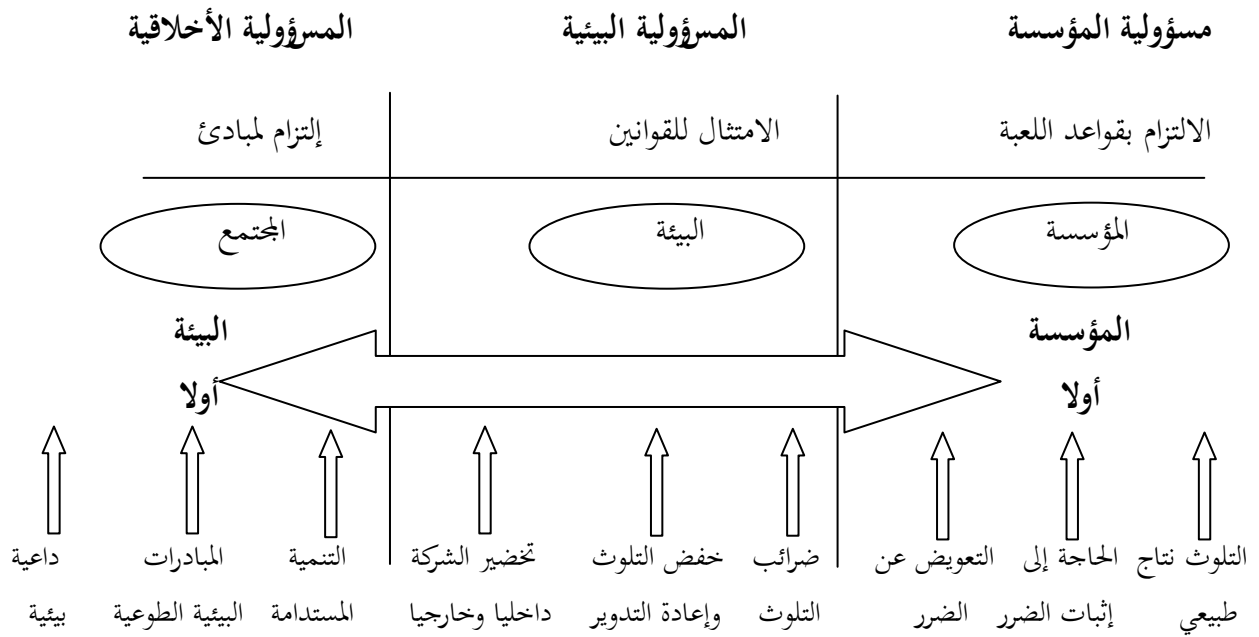 مسؤولية المؤسسة المسؤولية البيئية المسؤولية الأخلاقية
الالتزام بقواعد اللعبة الامتثال للقوانين إلتزام لمبادئ
المؤسسة البيئة المجتمع
المؤسسة البيئة
أولا أولا
التلوث نتاج الحاجة إلى التعويض عن ضرائب خفض التلوث تخضير الشركة التنمية المبادرات داعية
طبيعي إثبات الضرر الضرر التلوث وإعادة التدوير داخليا وخارجيا المستدامة البيئية الطوعية بيئية